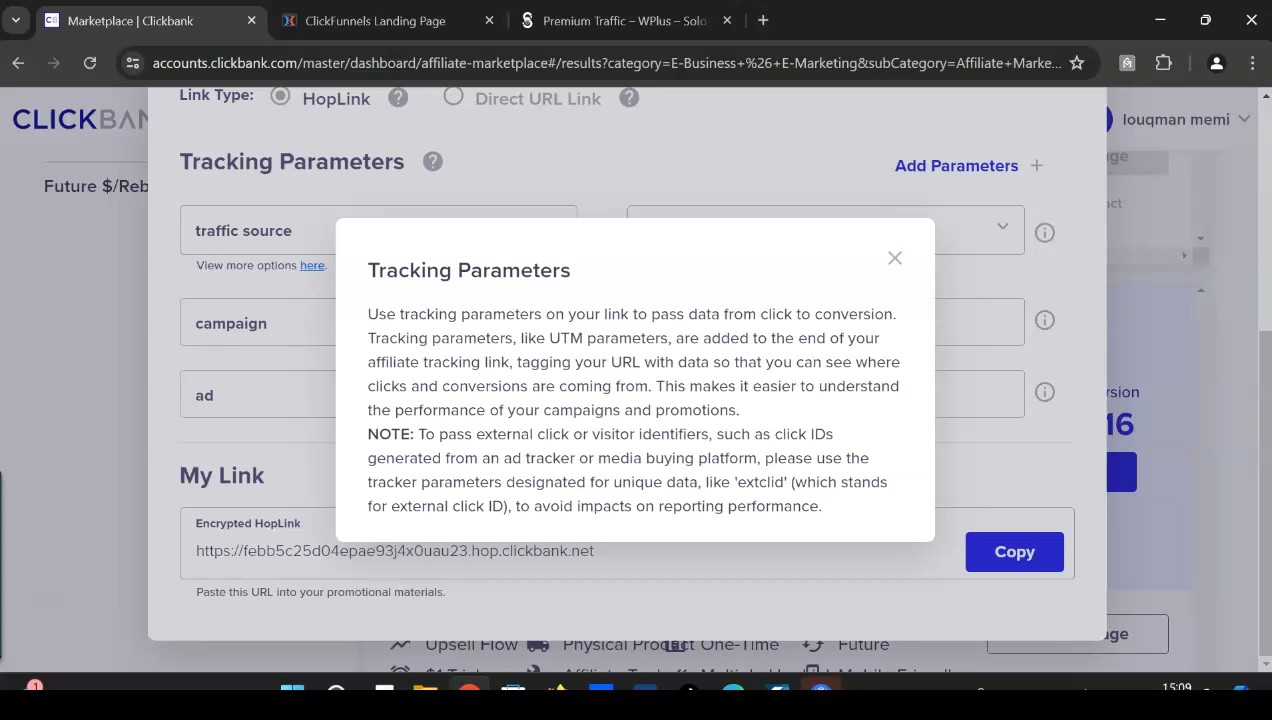 Marketplace | Clickbank
ClickFunnels Landing Page
Premium Traffic – WPlus – Solo
accounts.clickbank.com/master/dashboard/affiliate-marketplace#/results?category=E-Business+%26+E-Marketing&subCategory=Affiliate+Marke...
Link Type: HopLink ? Direct URL Link ?
CLICKBAN
louqman memi
Future $/Reb
Tracking Parameters ?
Add Parameters +
traffic source
View more options here.
campaign
ad
Tracking Parameters
Use tracking parameters on your link to pass data from click to conversion.
Tracking parameters, like UTM parameters, are added to the end of your
affiliate tracking link, tagging your URL with data so that you can see where
clicks and conversions are coming from. This makes it easier to understand
the performance of your campaigns and promotions.
NOTE: To pass external click or visitor identifiers, such as click IDs
generated from an ad tracker or media buying platform, please use the
tracker parameters designated for unique data, like 'extclid' (which stands
for external click ID), to avoid impacts on reporting performance.
rsion
16
My Link
Encrypted HopLink
https://febb5c25d04epae93j4x0uau23.hop.clickbank.net
Copy
Paste this URL into your promotional materials.
Upsell Flow
Physical Product
One-Time
Future
age
Mobile Friendly
1
15:09